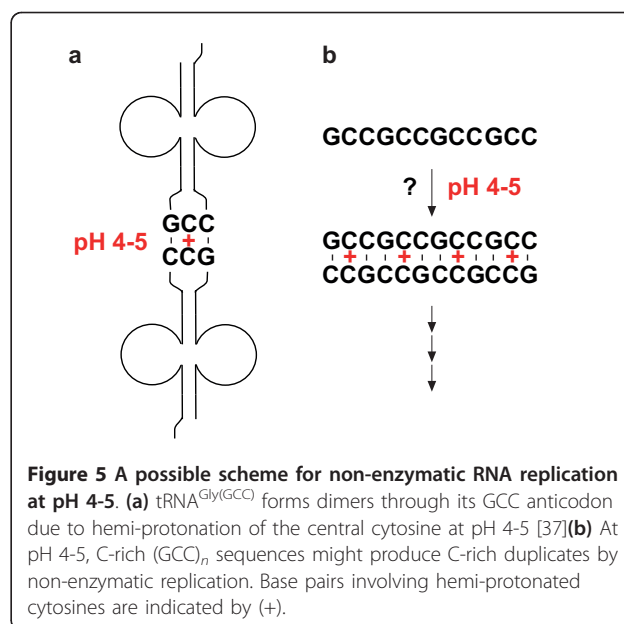 a
b
GCC
+
CCG
pH 4-5
GCCGCCGCCGCC
? pH 4-5
GCCGCCGCCGCC
+ + + +
CCGCCGCCGCCG
Figure 5 A possible scheme for non-enzymatic RNA replication
at pH 4-5. (a) tRNAGly(GCC) forms dimers through its GCC anticodon
due to hemi-protonation of the central cytosine at pH 4-5 [37](b) At
pH 4-5, C-rich (GCC)n sequences might produce C-rich duplicates by
non-enzymatic replication. Base pairs involving hemi-protonated
cytosines are indicated by (+).